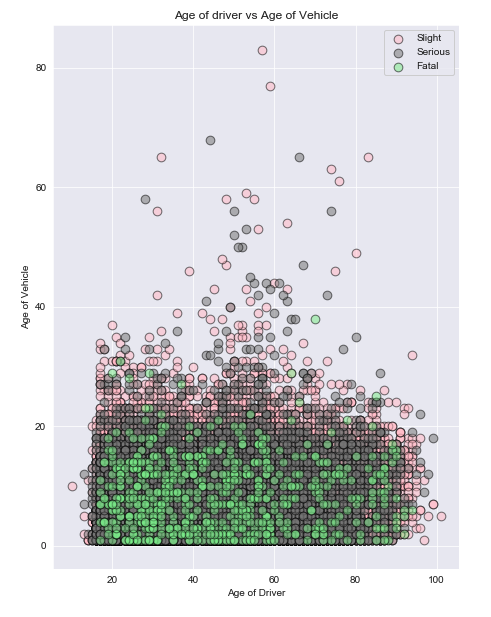 Age of driver vs Age of Vehicle
Slight
Serious
Fatal
80
60
40
20
0
Age of Vehicle
20 40 60 80 100
Age of Driver